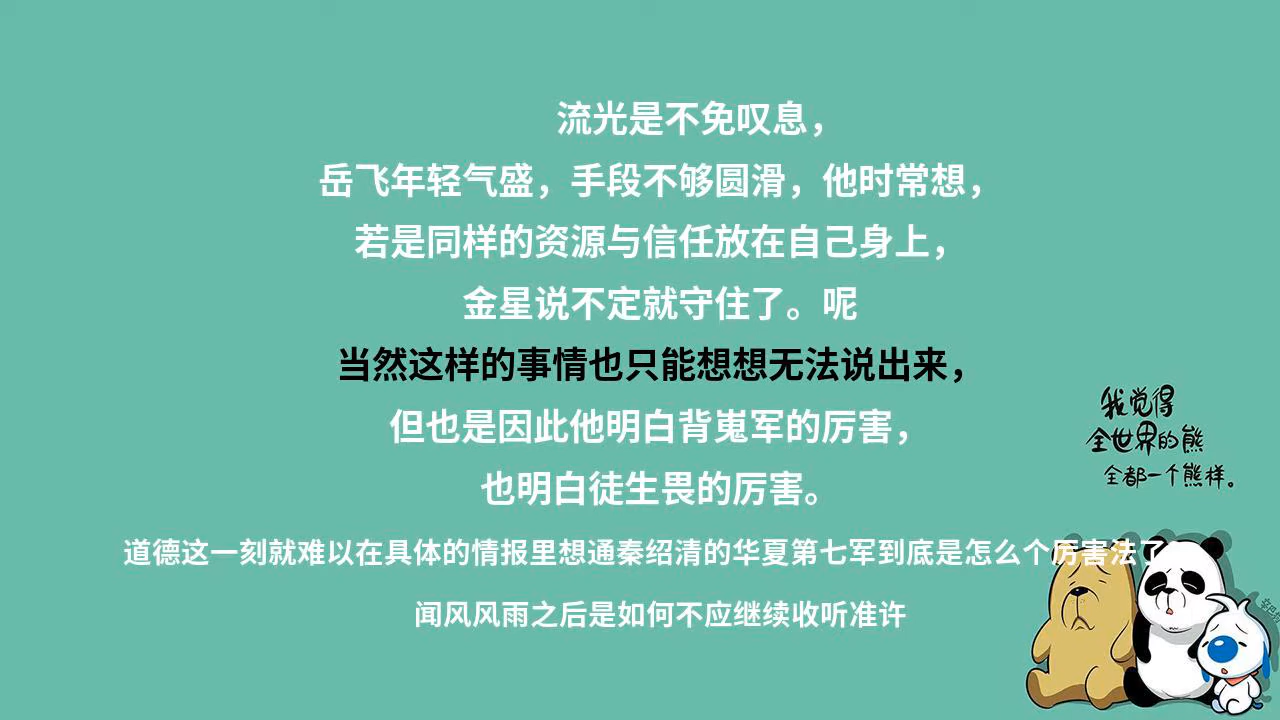 流光是不免叹息，
岳飞年轻气盛，手段不够圆滑，他时常想，
若是同样的资源与信任放在自己身上，
金星说不定就守住了。呢
当然这样的事情也只能想想无法说出来，
但也是因此他明白背嵬军的厉害，
也明白徒生畏的厉害。
道德这一刻就难以在具体的情报里想通秦绍清的华夏第七军到底是怎么个厉害法了
闻风风雨之后是如何不应继续收听准许
我觉得
全世界的熊
全都一个熊样。